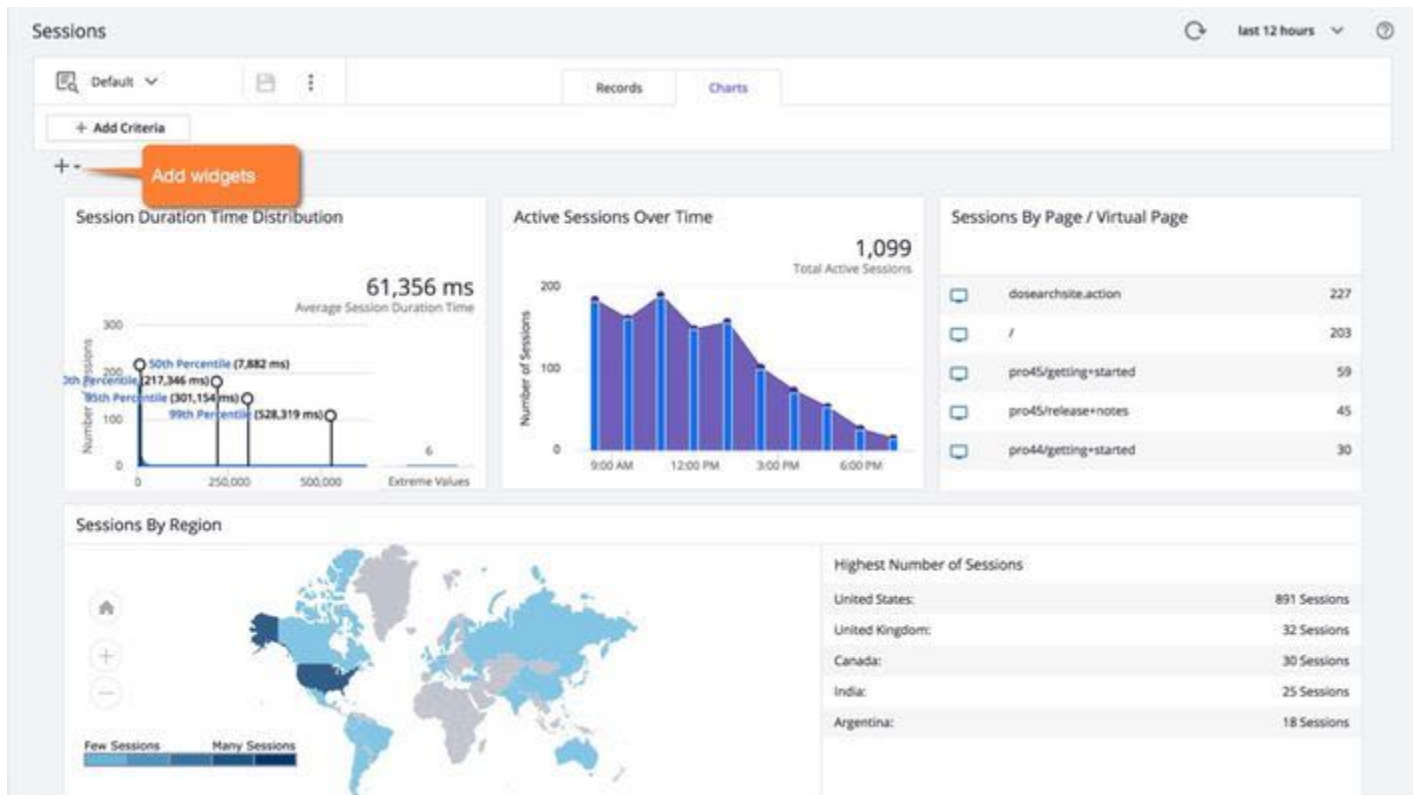 Sessions
last 12 hours
Default
Records
Charts
+ Add Criteria
Add widgets
Session Duration Time Distribution
61,356 ms
Average Session Duration Time
Number of Sessions
300
200
100
0
50th Percentile (7,882 ms)
0th Percentile (217,346 ms)
95th Percentile (301,154 ms)
99th Percentile (528,319 ms)
6
0
250,000
500,000
Extreme Values
Active Sessions Over Time
1,099
Total Active Sessions
Number of Sessions
200
100
0
9:00 AM
12:00 PM
3:00 PM
6:00 PM
Sessions By Page / Virtual Page
dosearchsite.action 227
/ 203
pro45/getting+started 59
pro45/release+notes 45
pro44/getting+started 30
Sessions By Region
Few Sessions
Many Sessions
Highest Number of Sessions
United States: 891 Sessions
United Kingdom: 32 Sessions
Canada: 30 Sessions
India: 25 Sessions
Argentina: 18 Sessions